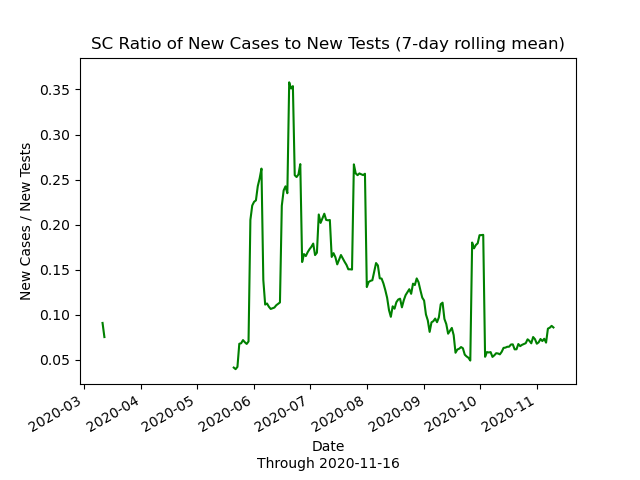 SC Ratio of New Cases to New Tests (7-day rolling mean)
New Cases / New Tests
0.35
0.30
0.25
0.20
0.15
0.10
0.05
2020-03 2020-04 2020-05 2020-06 2020-07 2020-08 2020-09 2020-10 2020-11
Date
Through 2020-11-16